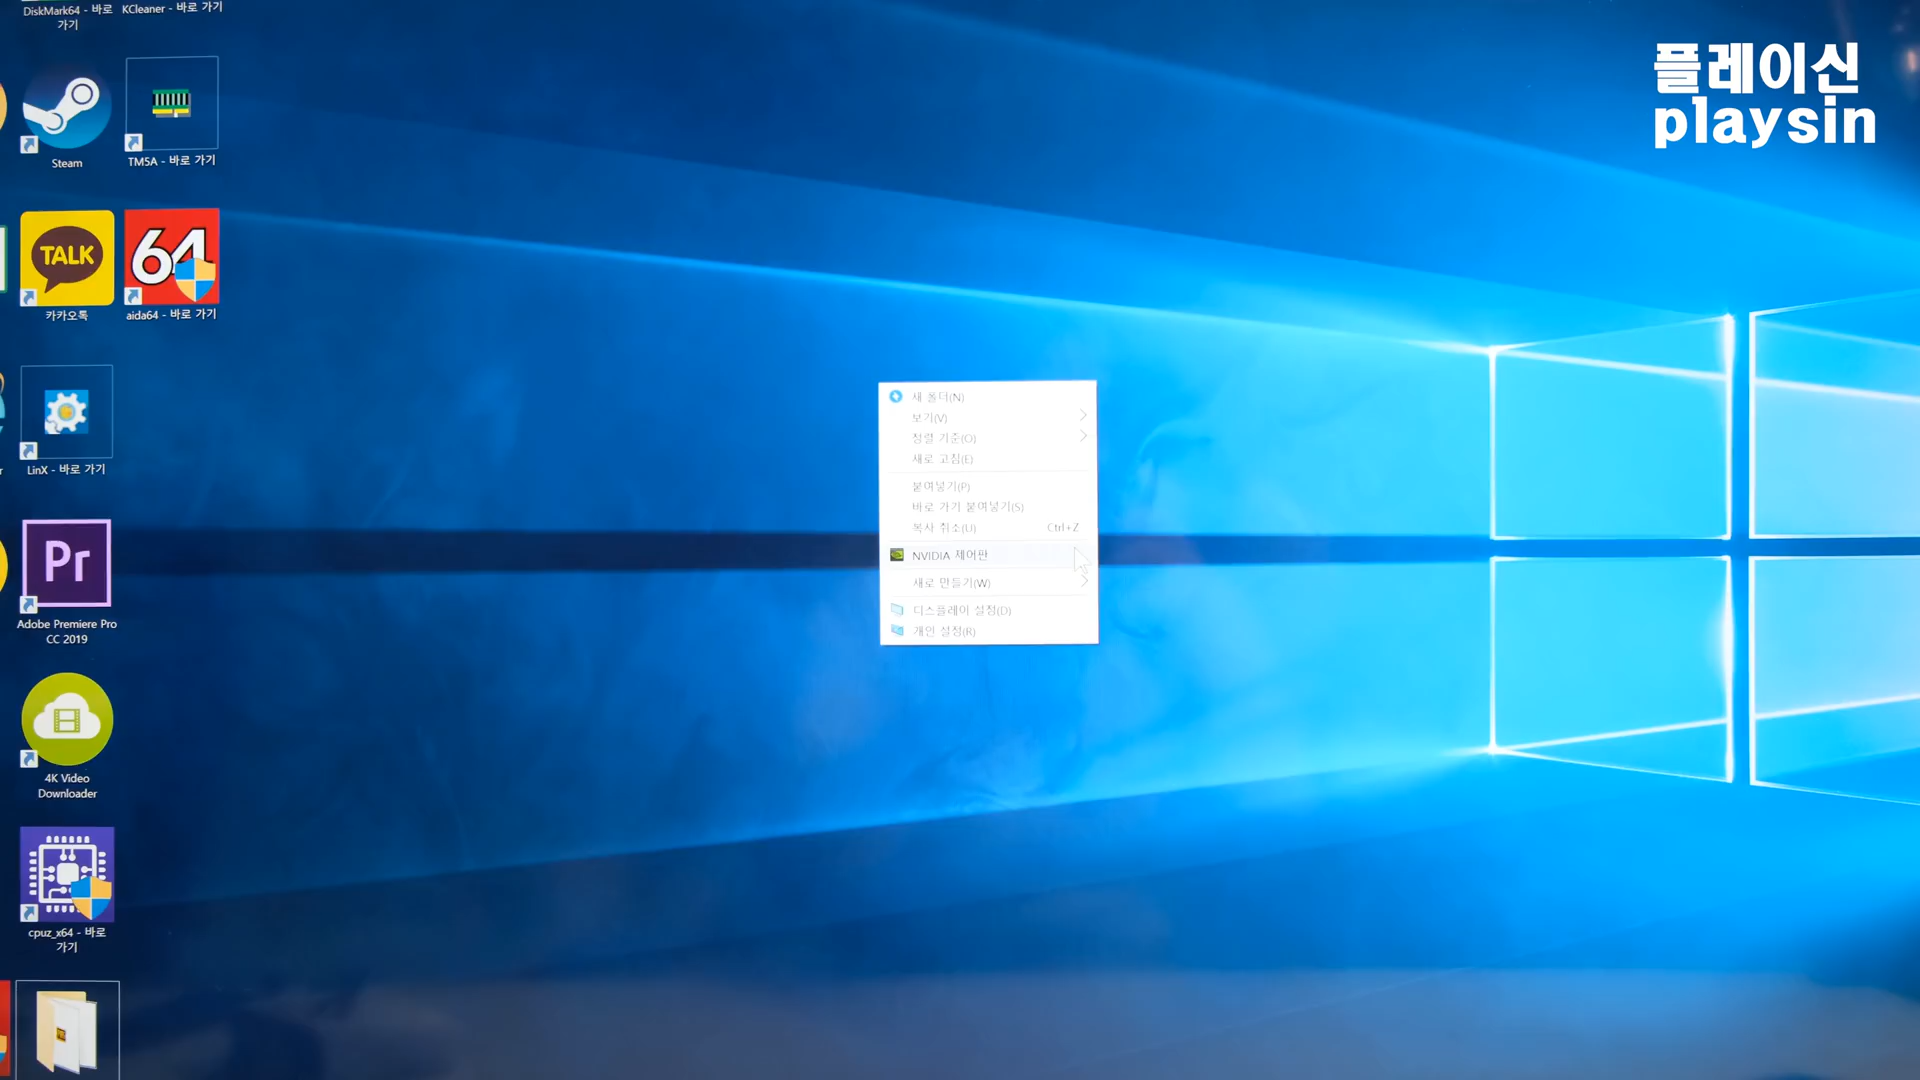 DiskMark64 - 바로
가기
KCleaner - 바로 가기
플레이신
playsin
Steam
TM5A - 바로 가기
TALK
카카오톡
64
aida64 - 바로 가기
LinX - 바로 가기
Pr
Adobe Premiere Pro
CC 2019
4K Video
Downloader
cpuz_x64 - 바로
가기
새 폴더(N)
보기(V)
정렬 기준(O)
새로 고침(E)
붙여넣기(P)
바로 가기 붙여넣기(S)
복사 취소(U) Ctrl+Z
NVIDIA 제어판
새로 만들기(W)
디스플레이 설정(D)
개인 설정(R)